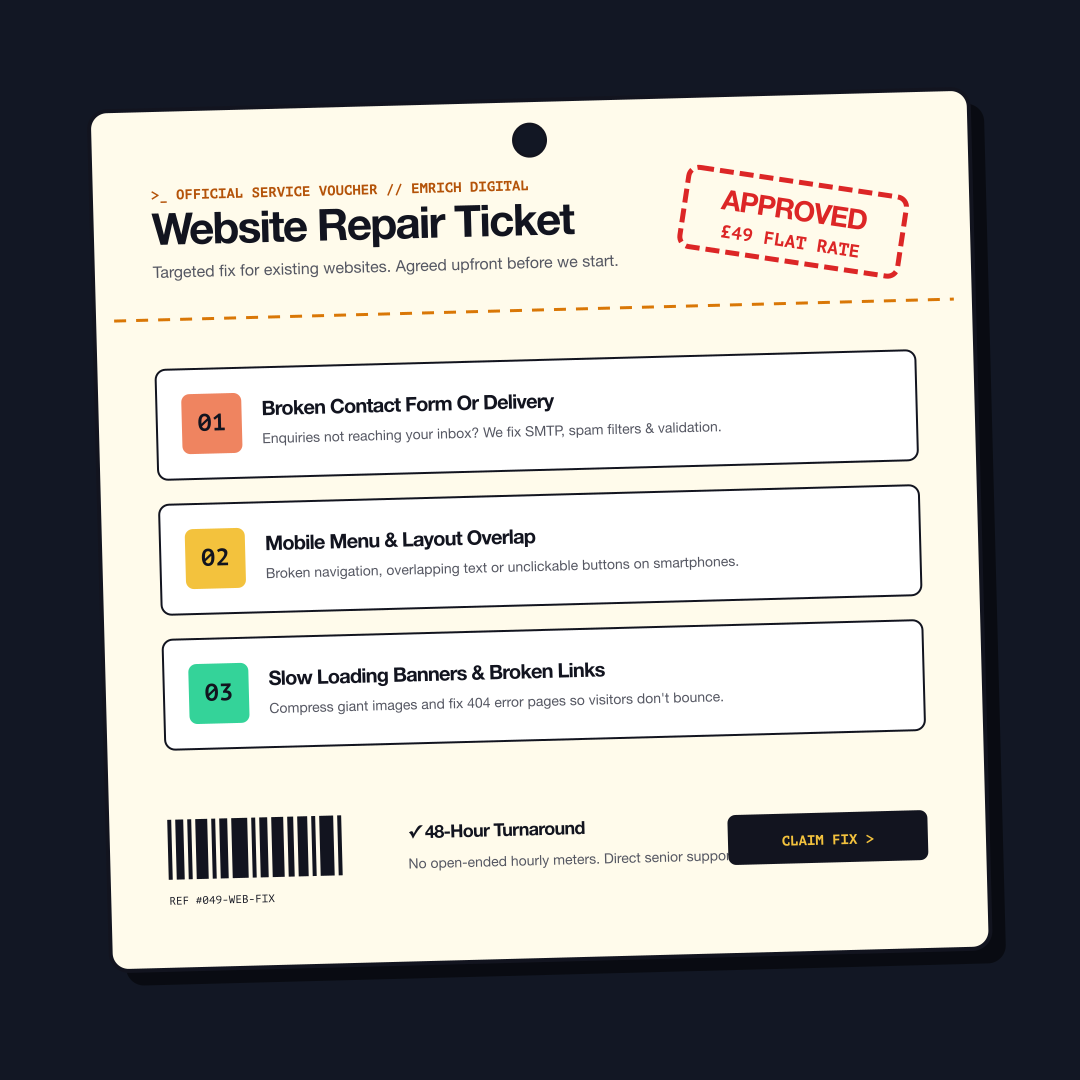 >_ OFFICIAL SERVICE VOUCHER // EMRICH DIGITAL
Website Repair Ticket
Targeted fix for existing websites. Agreed upfront before we start.
APPROVED
£49 FLAT RATE
01
Broken Contact Form Or Delivery
Enquiries not reaching your inbox? We fix SMTP, spam filters & validation.
02
Mobile Menu & Layout Overlap
Broken navigation, overlapping text or unclickable buttons on smartphones.
03
Slow Loading Banners & Broken Links
Compress giant images and fix 404 error pages so visitors don't bounce.
REF #049-WEB-FIX
✓ 48-Hour Turnaround
No open-ended hourly meters. Direct senior suppor
CLAIM FIX >